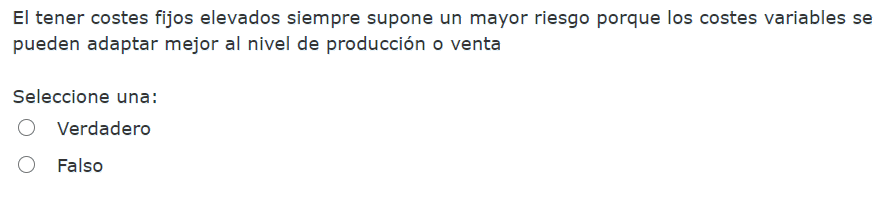 El tener costes fijos elevados siempre supone un mayor riesgo porque los costes variables se
pueden adaptar mejor al nivel de producción o venta
Seleccione una:
Verdadero
Falso